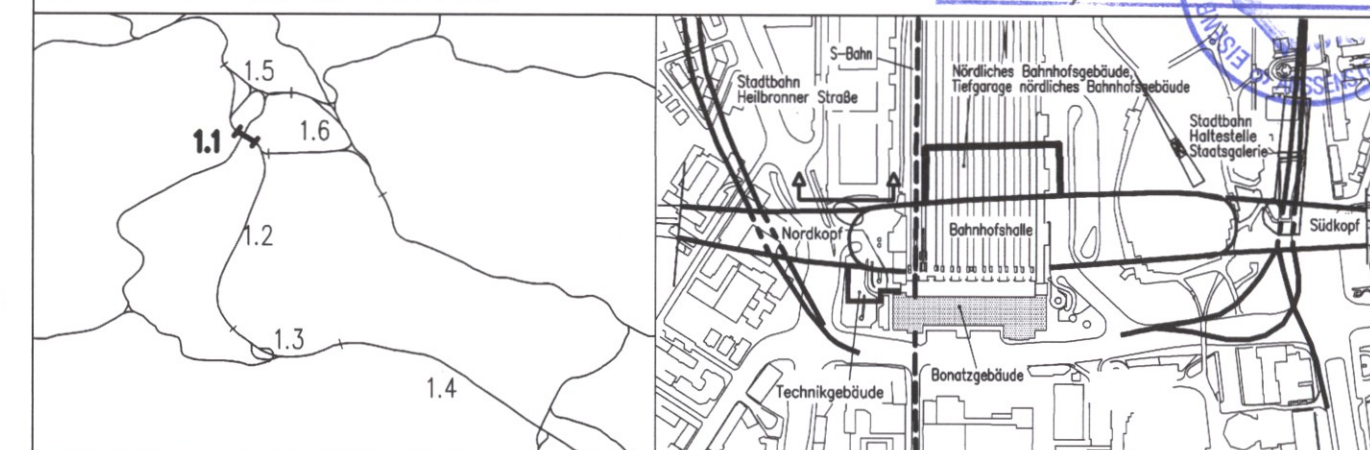 1.5
1.6
1.1
1.2
1.3
1.4
S-Bahn
Stadtbahn
Heilbronner Straße
Nördliches Bahnhofsgebäude,
Tiefgarage nördliches Bahnhofsgebäude
Stadtbahn
Haltestelle
Staatsgalerie
Nordkopf
Bahnhofshalle
Südkopf
Technikgebäude
Bonatzgebäude